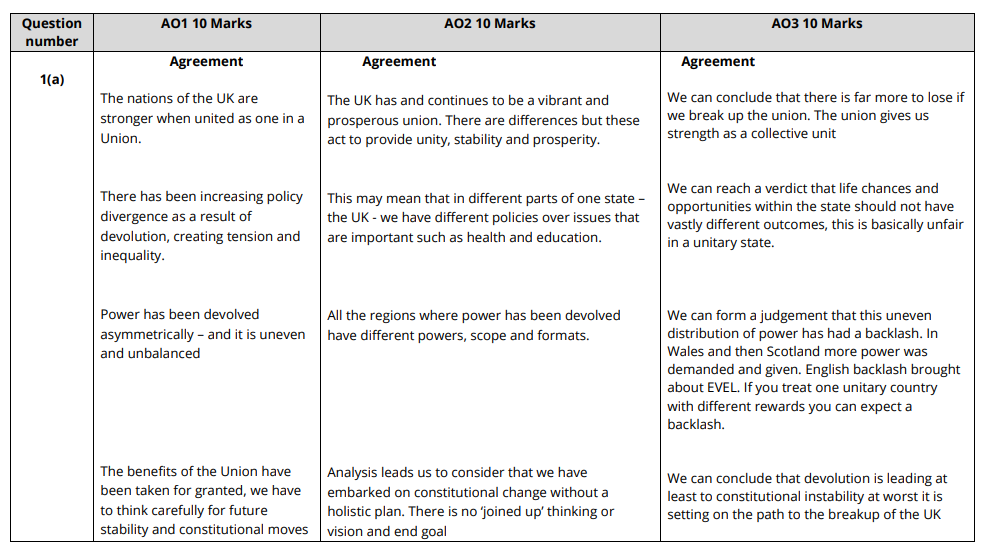 Question
number
AO1 10 Marks
AO2 10 Marks
AO3 10 Marks
1(a)
Agreement
The nations of the UK are
stronger when united as one in a
Union.
Agreement
The UK has and continues to be a vibrant and
prosperous union. There are differences but these
act to provide unity, stability and prosperity.
Agreement
We can conclude that there is far more to lose if
we break up the union. The union gives us
strength as a collective unit
There has been increasing policy
divergence as a result of
devolution, creating tension and
inequality.
This may mean that in different parts of one state –
the UK - we have different policies over issues that
are important such as health and education.
We can reach a verdict that life chances and
opportunities within the state should not have
vastly different outcomes, this is basically unfair
in a unitary state.
Power has been devolved
asymmetrically – and it is uneven
and unbalanced
All the regions where power has been devolved
have different powers, scope and formats.
We can form a judgement that this uneven
distribution of power has had a backlash. In
Wales and then Scotland more power was
demanded and given. English backlash brought
about EVEL. If you treat one unitary country
with different rewards you can expect a
backlash.
The benefits of the Union have
been taken for granted, we have
to think carefully for future
stability and constitutional moves
Analysis leads us to consider that we have
embarked on constitutional change without a
holistic plan. There is no ‘joined up’ thinking or
vision and end goal
We can conclude that devolution is leading at
least to constitutional instability at worst it is
setting on the path to the breakup of the UK